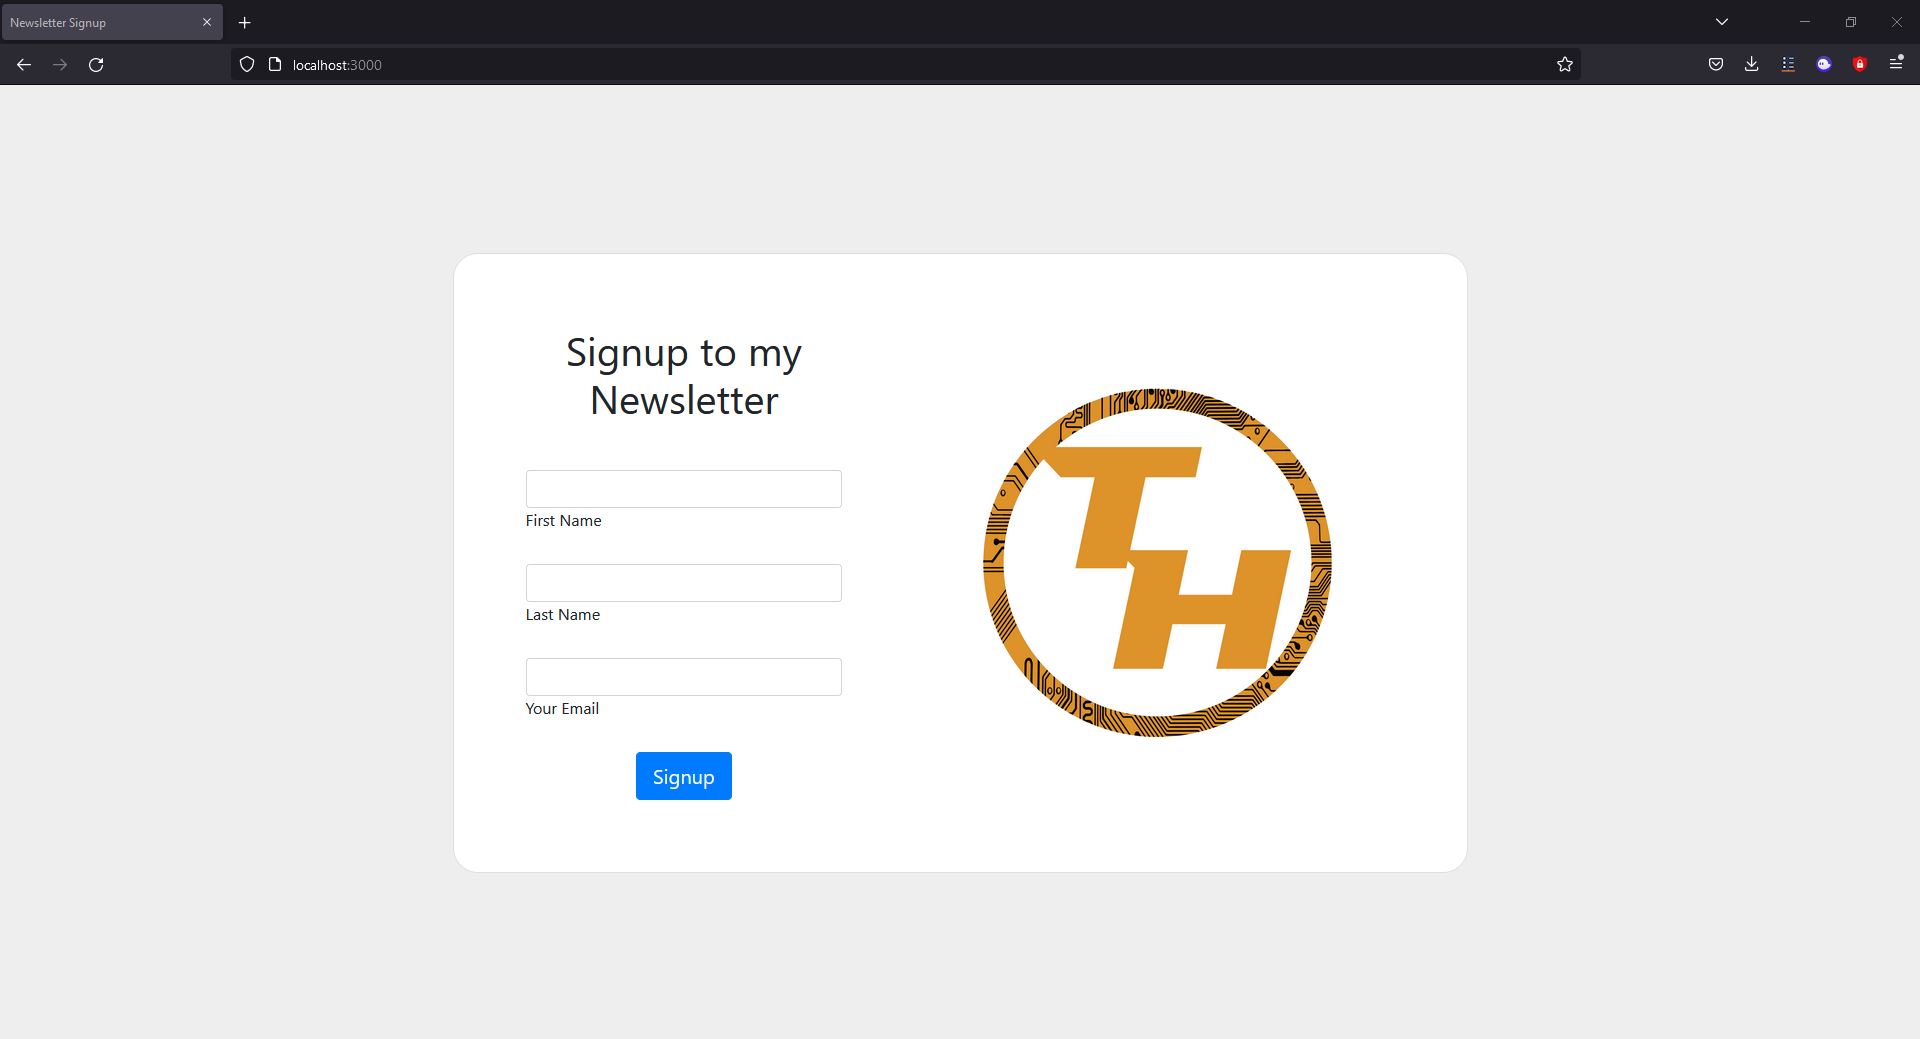 Newsletter Signup
localhost:3000
Signup to my
Newsletter
First Name
Last Name
Your Email
Signup
TH